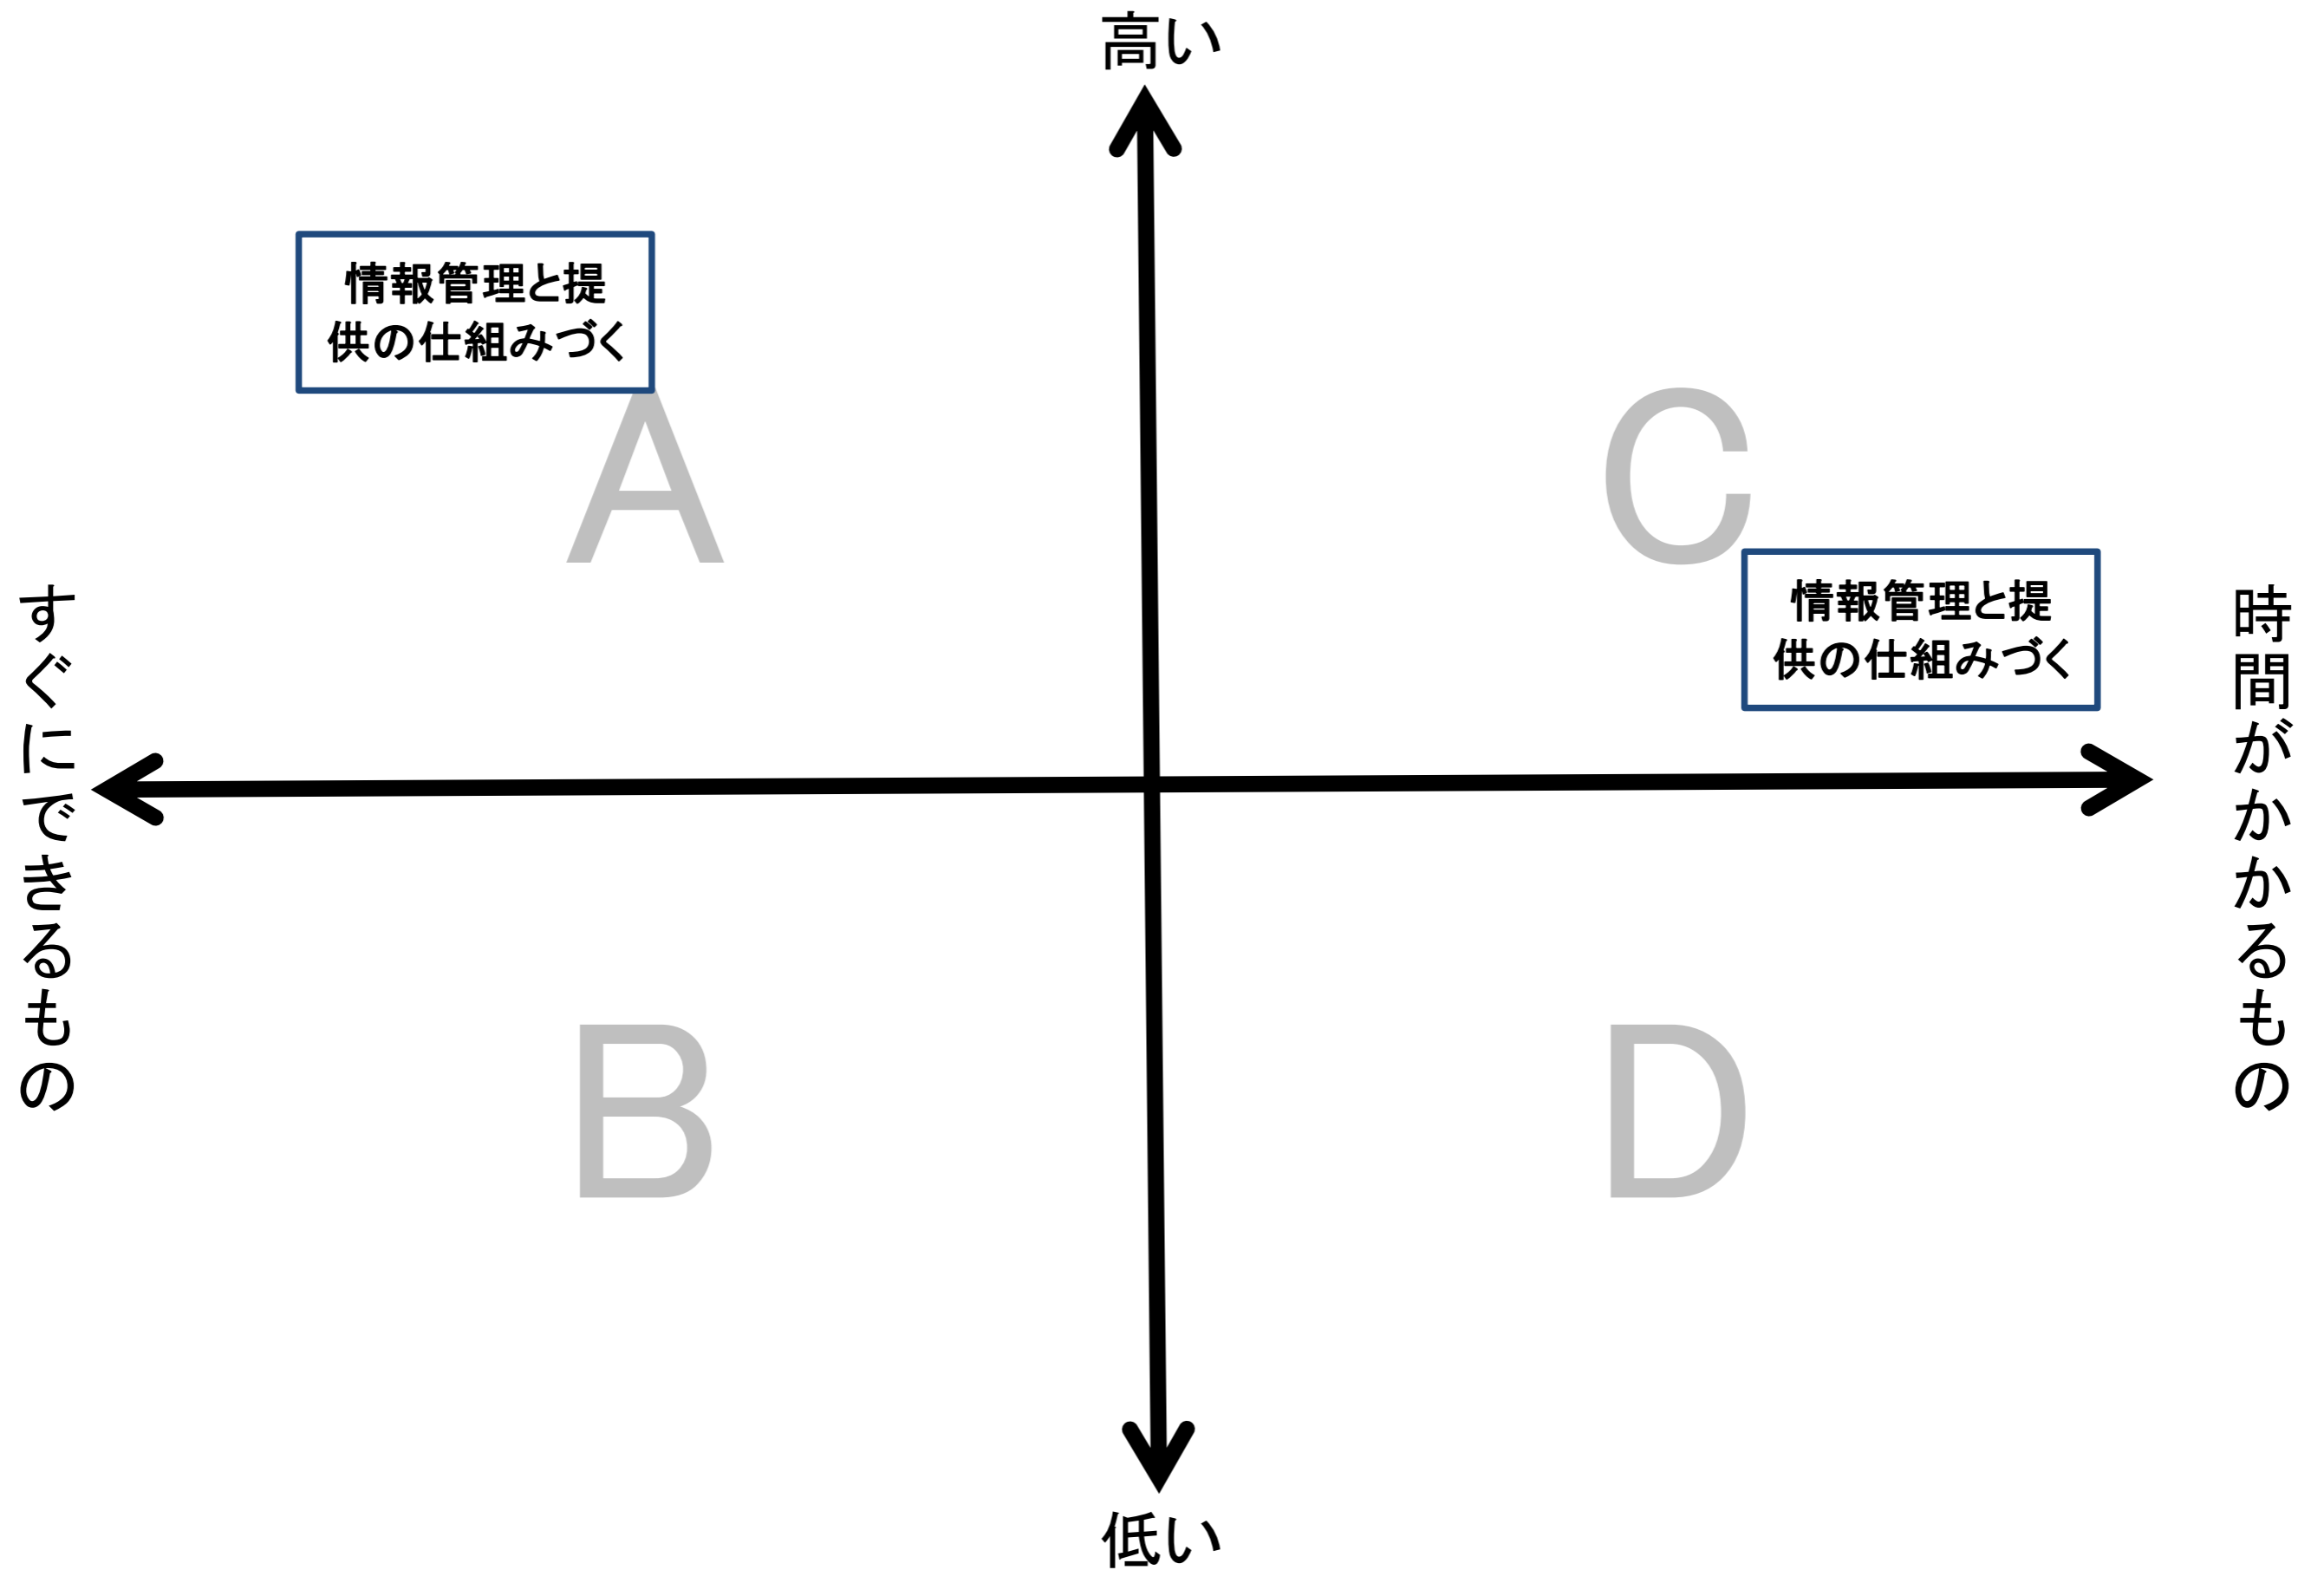 高い
情報管理と提
供の仕組みづく
A
C
情報管理と提
供の仕組みづく
すぐにできるもの
時間がかかるもの
B
D
低い